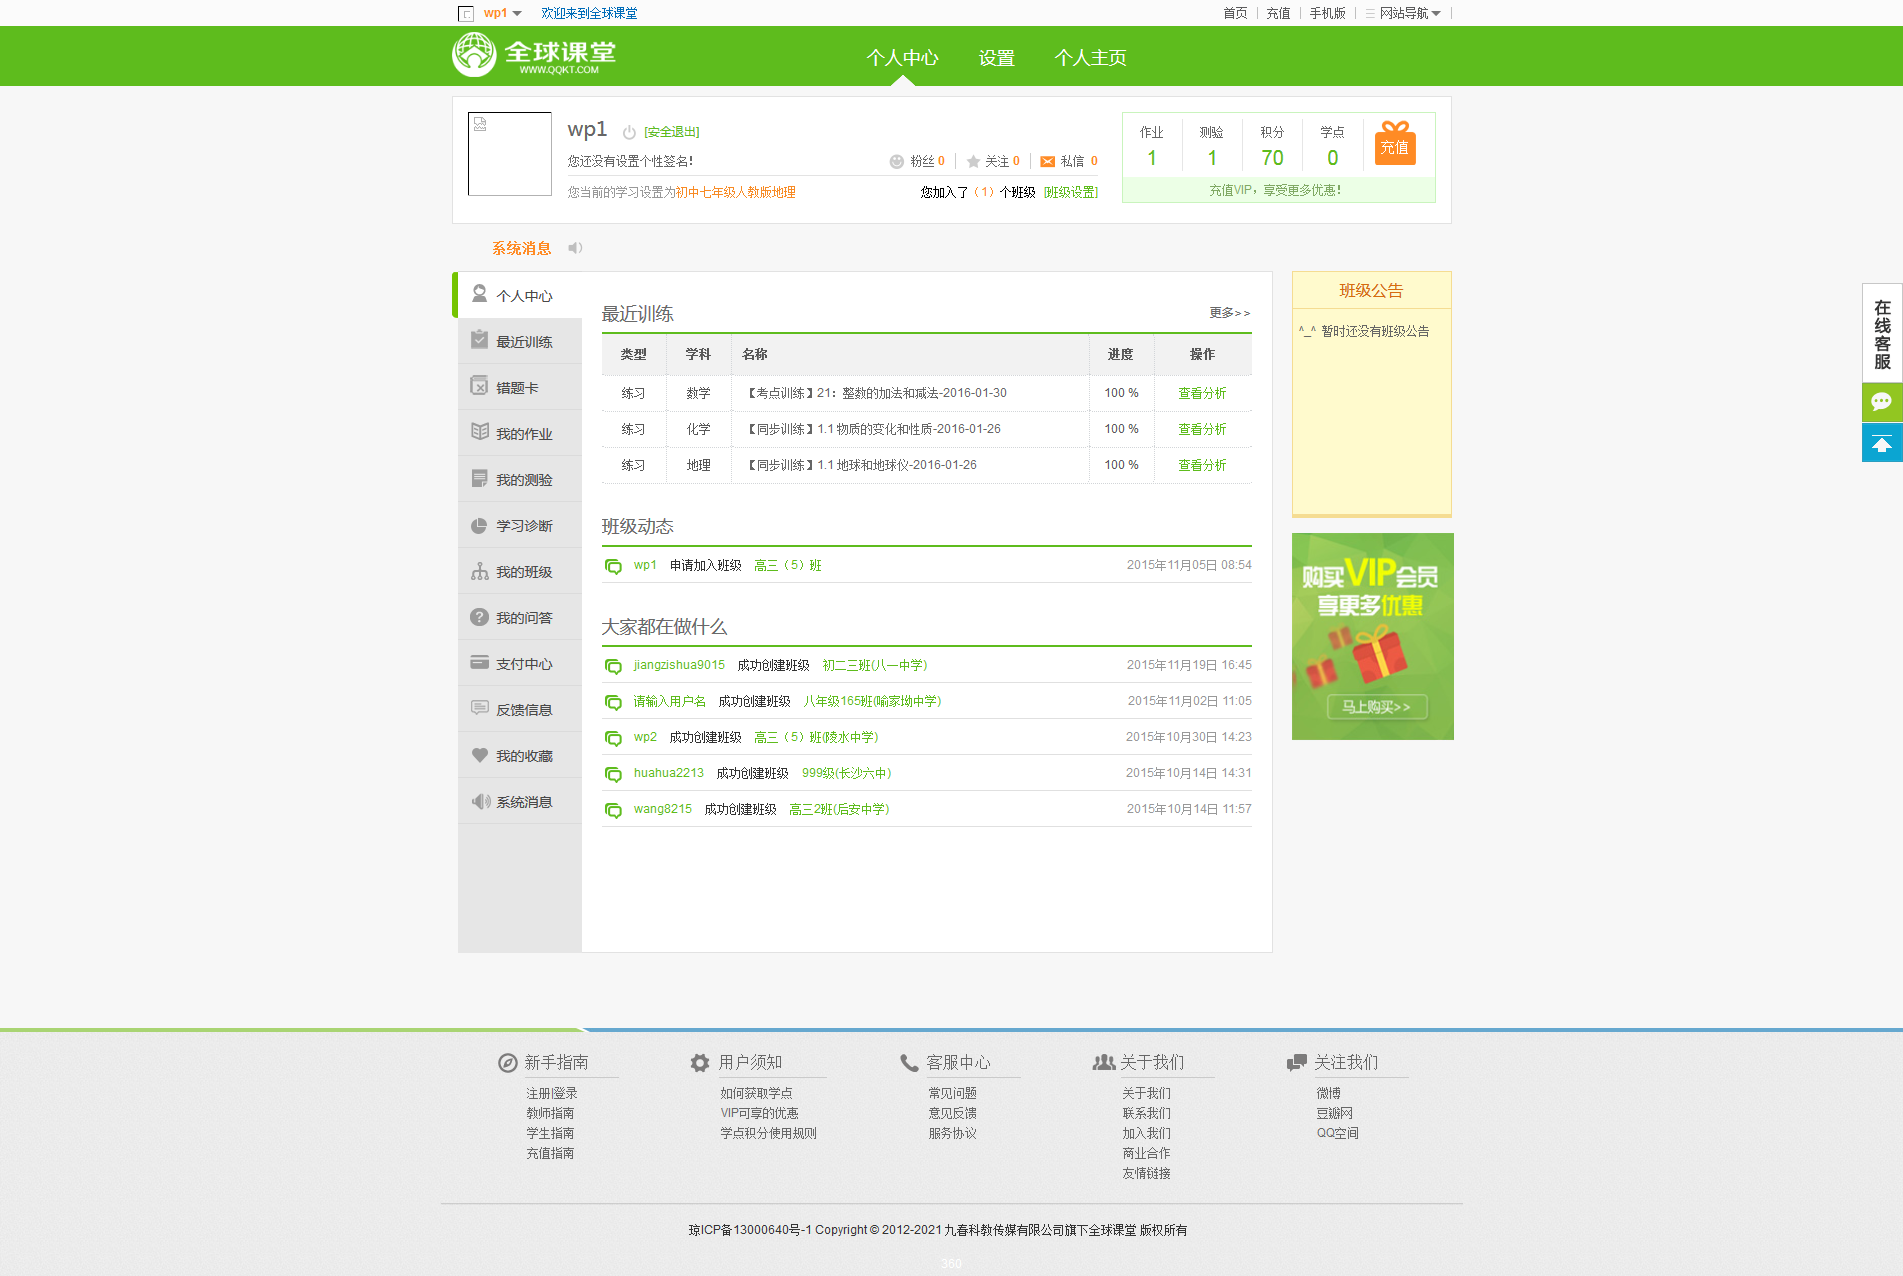 wp1 欢迎来到全球课堂 首页 充值 手机版 网站导航
全球课堂
WWW.QQKT.COM
个人中心 设置 个人主页
wp1 [安全退出]
您还没有设置个性签名! 粉丝 0 关注 0 私信 0
您当前的学习设置为初中七年级人教版地理 您加入了（1）个班级 [班级设置]
作业 测验 积分 学点
1 1 70 0 充值
充值VIP，享受更多优惠！
系统消息
个人中心
最近训练
错题卡
我的作业
我的测验
学习诊断
我的班级
我的问答
支付中心
反馈信息
我的收藏
系统消息
最近训练 更多>>
类型 学科 名称 进度 操作
练习 数学 【考点训练】21：整数的加法和减法-2016-01-30 100 % 查看分析
练习 化学 【同步训练】1.1 物质的变化和性质-2016-01-26 100 % 查看分析
练习 地理 【同步训练】1.1 地球和地球仪-2016-01-26 100 % 查看分析
班级动态
wp1 申请加入班级 高三（5）班 2015年11月05日 08:54
大家都在做什么
jiangzishua9015 成功创建班级 初二三班(八一中学) 2015年11月19日 16:45
请输入用户名 成功创建班级 八年级165班(喻家坳中学) 2015年11月02日 11:05
wp2 成功创建班级 高三（5）班(陵水中学) 2015年10月30日 14:23
huahua2213 成功创建班级 999级(长沙六中) 2015年10月14日 14:31
wang8215 成功创建班级 高三2班(后安中学) 2015年10月14日 11:57
班级公告
^_^ 暂时还没有班级公告
购买VIP会员
享更多优惠
马上购买>>
在线客服
新手指南
注册|登录
教师指南
学生指南
充值指南
用户须知
如何获取学点
VIP可享的优惠
学点积分使用规则
客服中心
常见问题
意见反馈
服务协议
关于我们
关于我们
联系我们
加入我们
商业合作
友情链接
关注我们
微博
豆瓣网
QQ空间
琼ICP备13000640号-1 Copyright © 2012-2021 九春科教传媒有限公司旗下全球课堂 版权所有
360